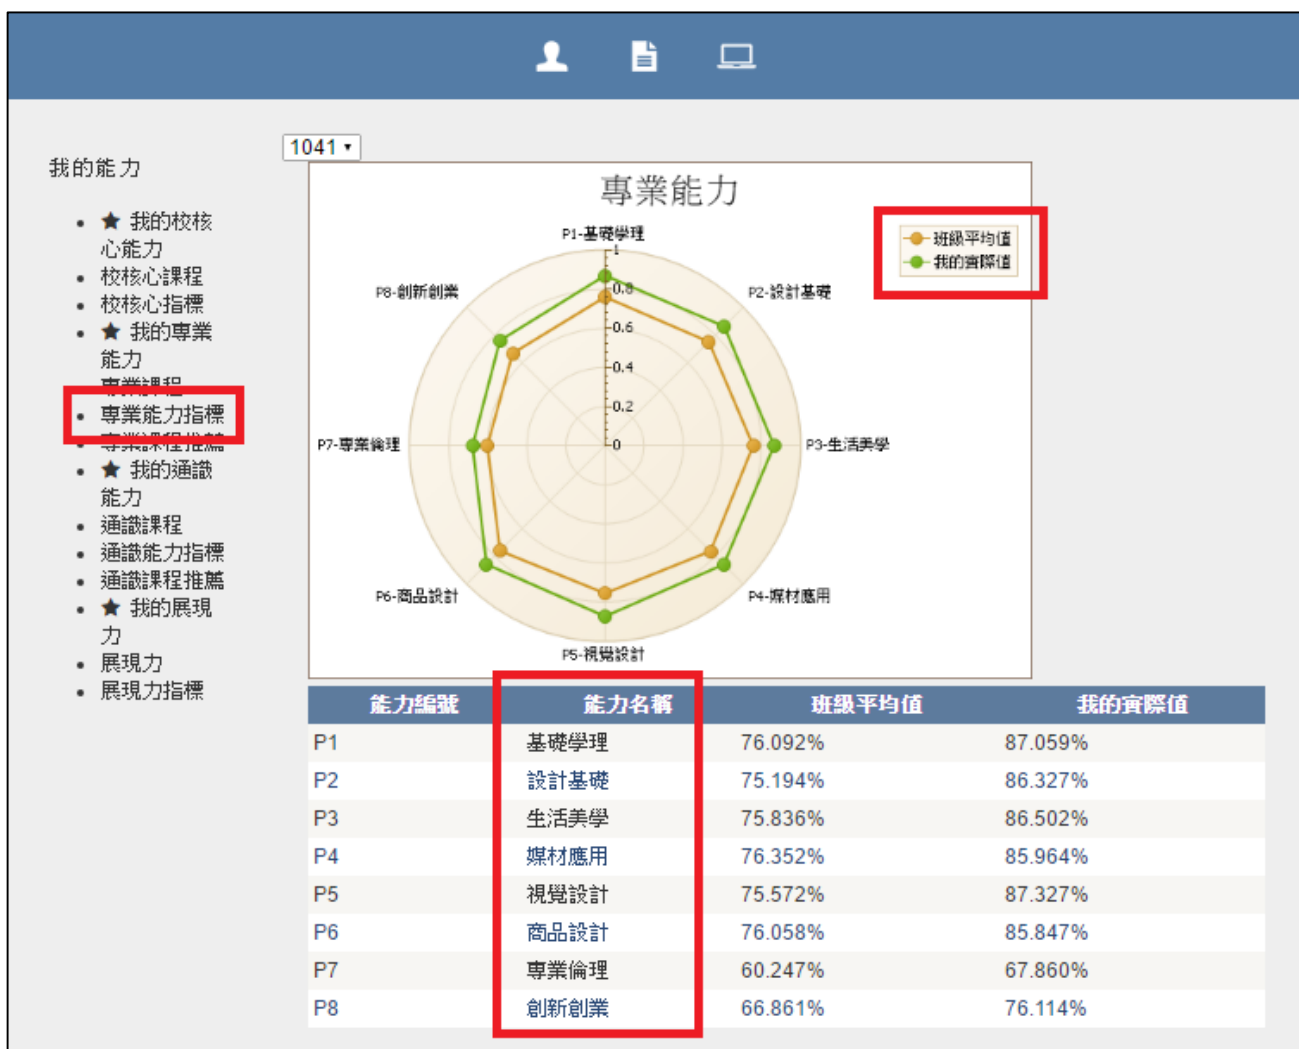 1041
我的能力
★ 我的校核
心能力
校核心課程
校核心指標
★ 我的專業
能力
專業課程
專業能力指標
專業課程推薦
★ 我的通識
能力
通識課程
通識能力指標
通識課程推薦
★ 我的展現
力
展現力
展現力指標
專業能力
班級平均值
我的實際值
P1-基礎學理
P2-設計基礎
P3-生活美學
P4-媒材應用
P5-視覺設計
P6-商品設計
P7-專業倫理
P8-創新創業
1
0.8
0.6
0.4
0.2
0
能力編號 能力名稱 班級平均值 我的實際值
P1 基礎學理 76.092% 87.059%
P2 設計基礎 75.194% 86.327%
P3 生活美學 75.836% 86.502%
P4 媒材應用 76.352% 85.964%
P5 視覺設計 75.572% 87.327%
P6 商品設計 76.058% 85.847%
P7 專業倫理 60.247% 67.860%
P8 創新創業 66.861% 76.114%